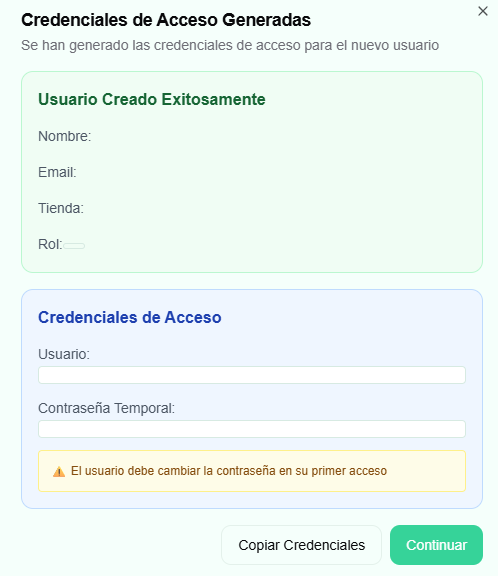 Credenciales de Acceso Generadas
Se han generado las credenciales de acceso para el nuevo usuario
Usuario Creado Exitosamente
Nombre:
Email:
Tienda:
Rol:
Credenciales de Acceso
Usuario:
Contraseña Temporal:
El usuario debe cambiar la contraseña en su primer acceso
Copiar Credenciales
Continuar